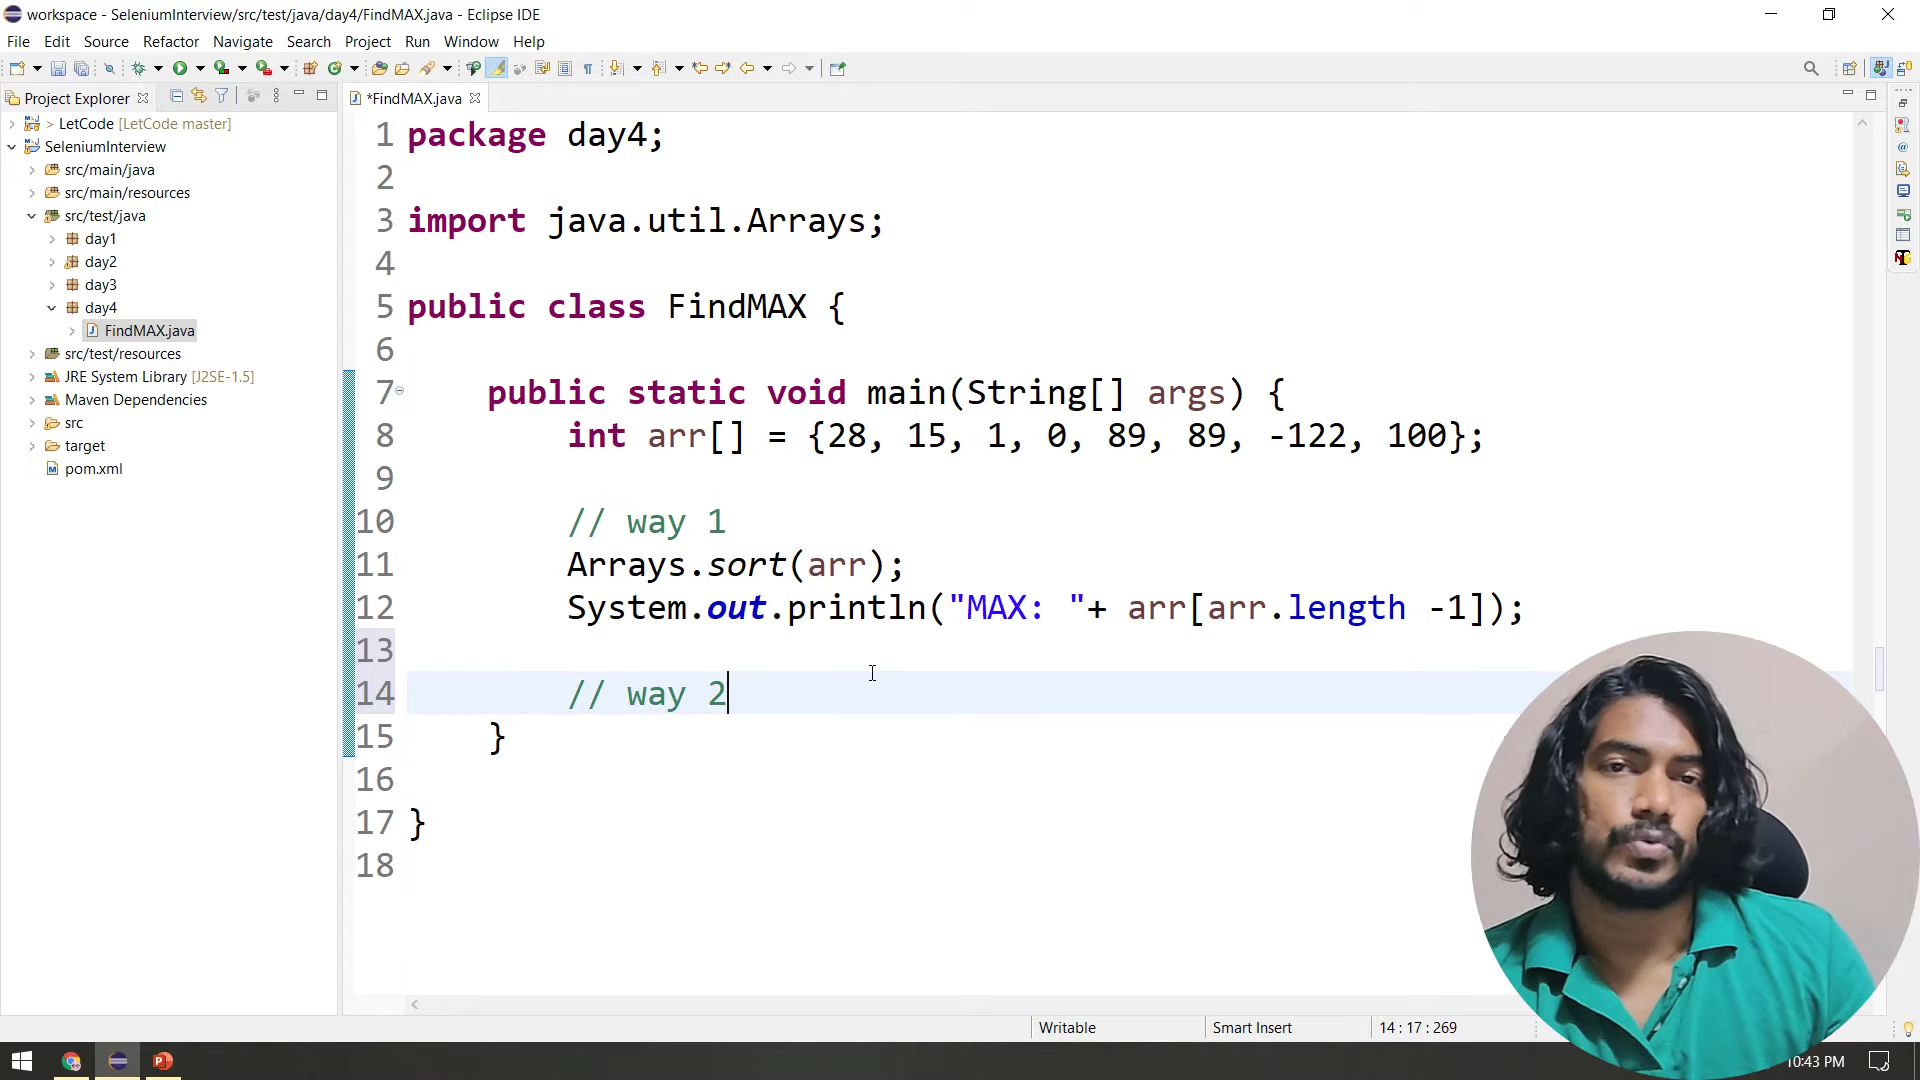 workspace - SeleniumInterview/src/test/java/day4/FindMAX.java - Eclipse IDE
File Edit Source Refactor Navigate Search Project Run Window Help
Project Explorer
*FindMAX.java
> LetCode [LetCode master]
SeleniumInterview
src/main/java
src/main/resources
src/test/java
day1
day2
day3
day4
FindMAX.java
src/test/resources
JRE System Library [J2SE-1.5]
Maven Dependencies
src
target
pom.xml
1 package day4;
2
3 import java.util.Arrays;
4
5 public class FindMAX {
6
7 public static void main(String[] args) {
8 int arr[] = {28, 15, 1, 0, 89, 89, -122, 100};
9
10 // way 1
11 Arrays.sort(arr);
12 System.out.println("MAX: "+ arr[arr.length -1]);
13
14 // way 2
15 }
16
17 }
18
Writable Smart Insert 14 : 17 : 269
10:43 PM